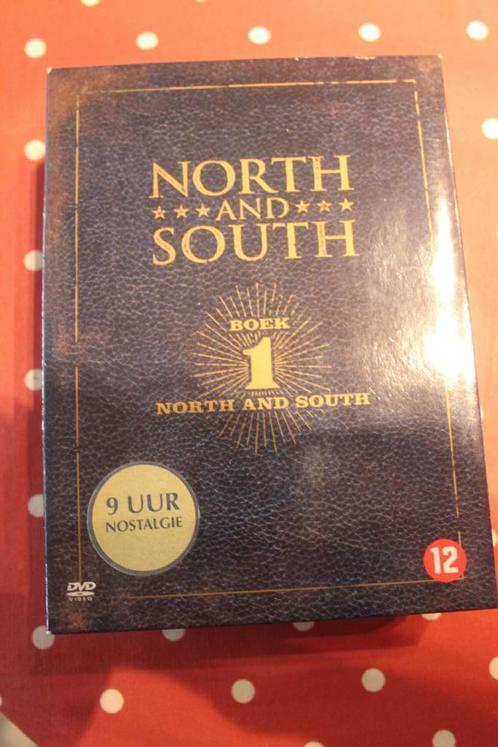 NORTH
AND
SOUTH
BOEK
1
NORTH AND SOUTH
9 UUR
NOSTALGIE
12
DVD
VIDEO